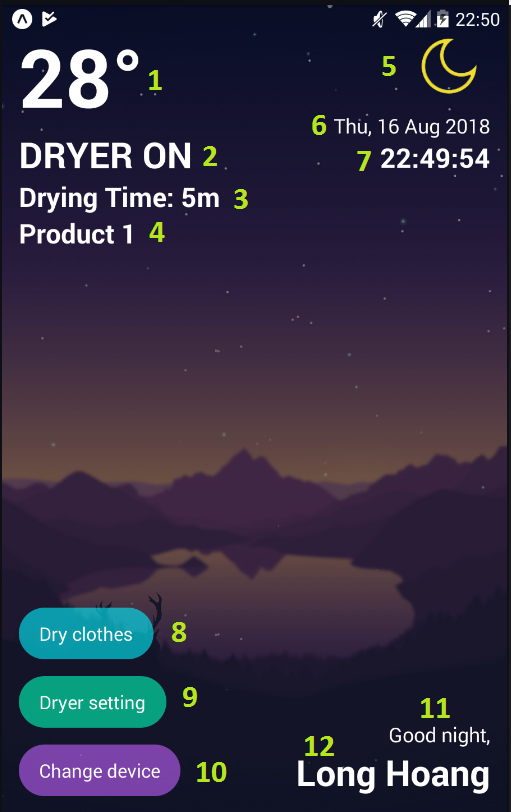 22:50
28° 1
5
6 Thu, 16 Aug 2018
DRYER ON 2
7 22:49:54
Drying Time: 5m 3
Product 1 4
Dry clothes 8
Dryer setting 9
11
Good night,
12
Change device 10
Long Hoang